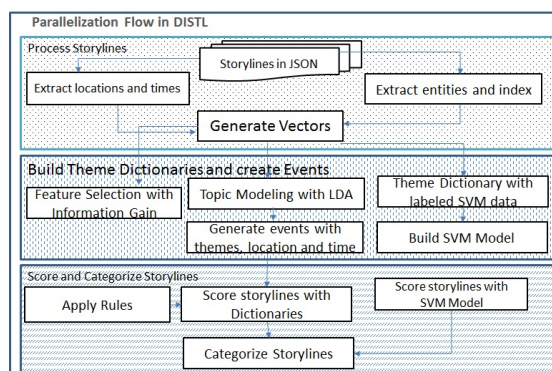 Parallelization Flow in DISTL
Process Storylines
Storylines in JSON
Extract locations and times
Extract entities and index
Generate Vectors
Build Theme Dictionaries and create Events
Feature Selection with
Information Gain
Topic Modeling with LDA
Theme Dictionary with
labeled SVM data
Generate events with
themes, location and time
Build SVM Model
Score and Categorize Storylines
Apply Rules
Score storylines with
Dictionaries
Score storylines with
SVM Model
Categorize Storylines